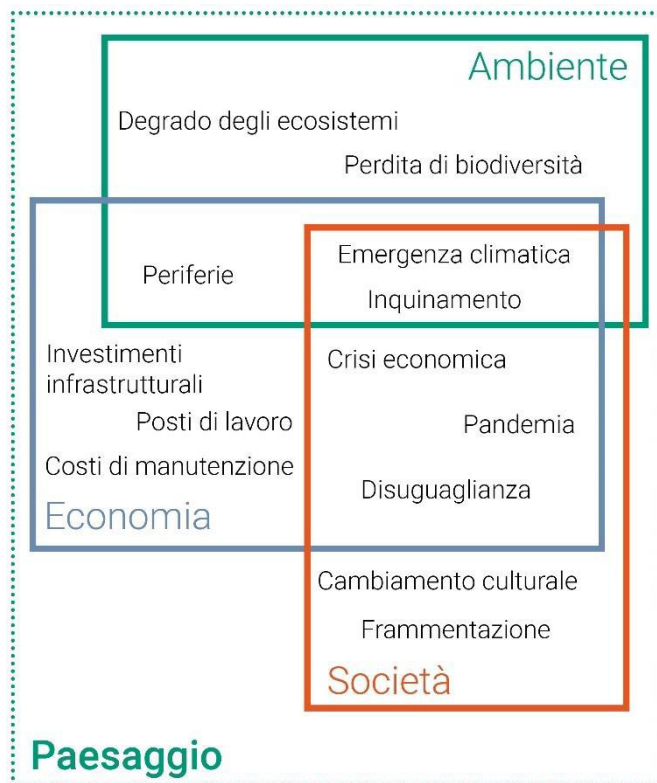 Ambiente
Degrado degli ecosistemi
Perdita di biodiversità
Emergenza climatica
Periferie
Inquinamento
Investimenti
infrastrutturali
Crisi economica
Posti di lavoro
Pandemia
Costi di manutenzione
Disuguaglianza
Economia
Cambiamento culturale
Frammentazione
Società
Paesaggio